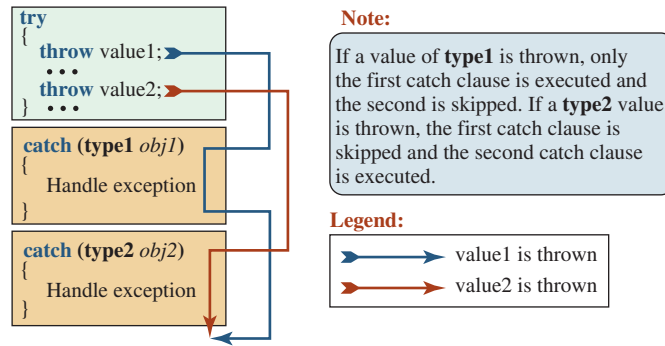 try
{
throw value1;
• • •
throw value2;
} • • •
catch (type1 obj1)
{
Handle exception
}
catch (type2 obj2)
{
Handle exception
}
Note:
If a value of type1 is thrown, only
the first catch clause is executed and
the second is skipped. If a type2 value
is thrown, the first catch clause is
skipped and the second catch clause
is executed.
Legend:
value1 is thrown
value2 is thrown